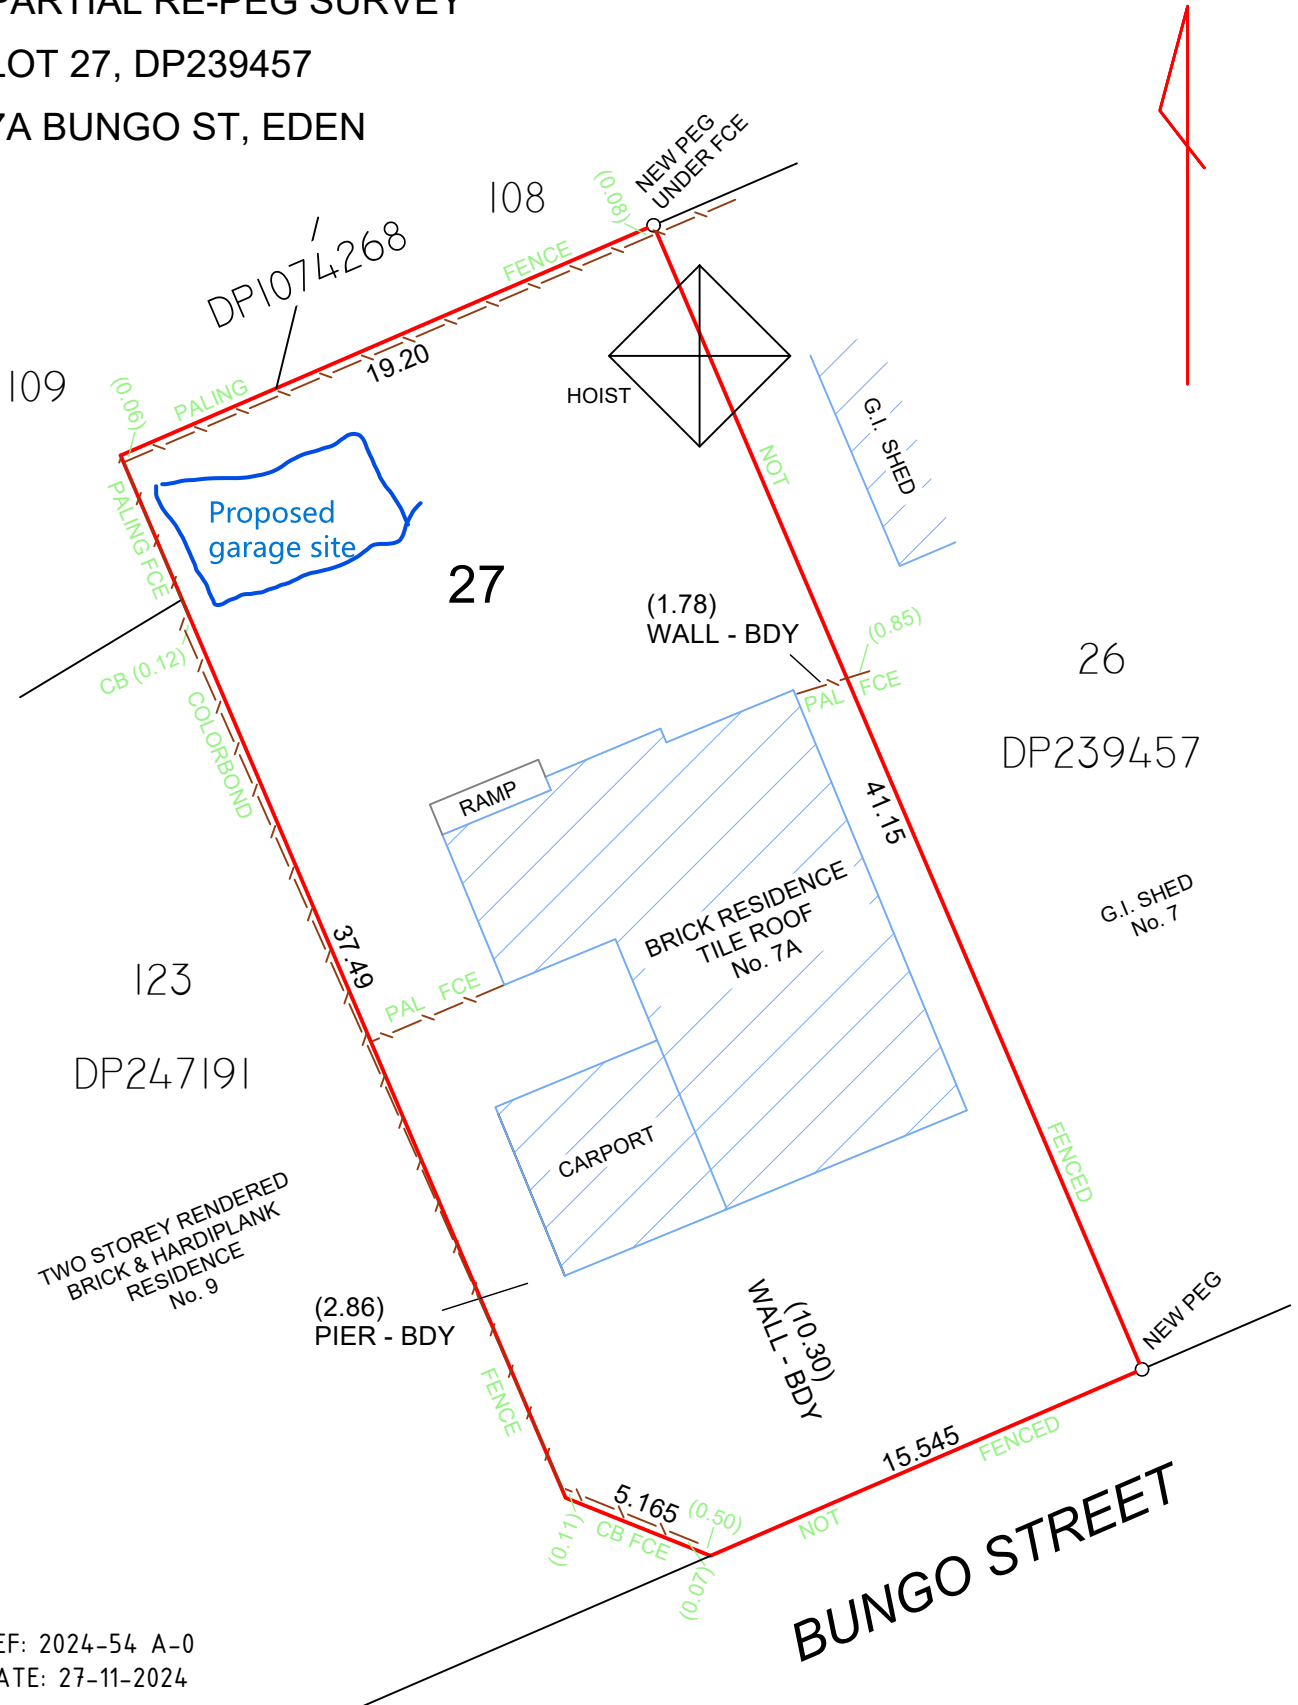 PARTIAL RE-PEG SURVEY
LOT 27, DP239457
7A BUNGO ST, EDEN
NEW PEG
UNDER FCE
(0.08)
108
DP1074268
FENCE
19.20
109
(0.06)
PALING
HOIST
G.I. SHED
NOT
PALING FCE
Proposed
garage site
27
(1.78)
WALL - BDY
(0.85)
PAL FCE
CB (0.12)
COLORBOND
26
DP239457
RAMP
41.15
BRICK RESIDENCE
TILE ROOF
No. 7A
G.I. SHED
No. 7
37.49
PAL FCE
123
DP247191
CARPORT
FENCED
TWO STOREY RENDERED
BRICK & HARDIPLANK
RESIDENCE
No. 9
(2.86)
PIER - BDY
(10.30)
WALL - BDY
NEW PEG
FENCE
15.545
FENCED
5.165
(0.50)
NOT
CB FCE
(0.11)
(0.07)
BUNGO STREET
EF: 2024-54 A-0
ATE: 27-11-2024